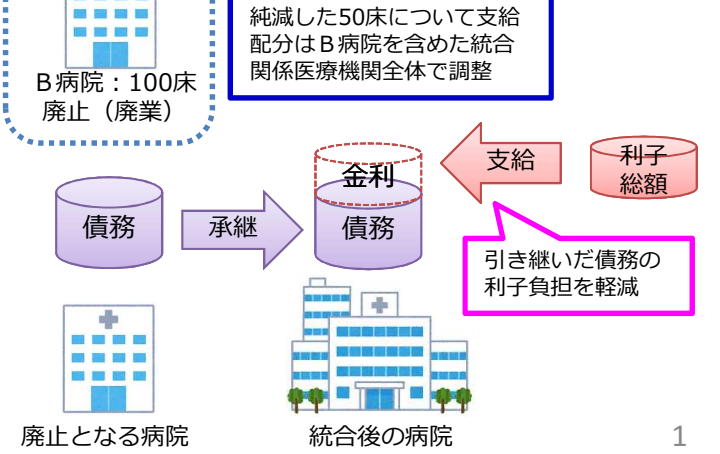 純減した50床について支給
配分はB病院を含めた統合
関係医療機関全体で調整
B病院:100床
廃止(廃業)
支給
利子
総額
金利
債務
承継
債務
引き継いだ債務の
利子負担を軽減
廃止となる病院
統合後の病院
1